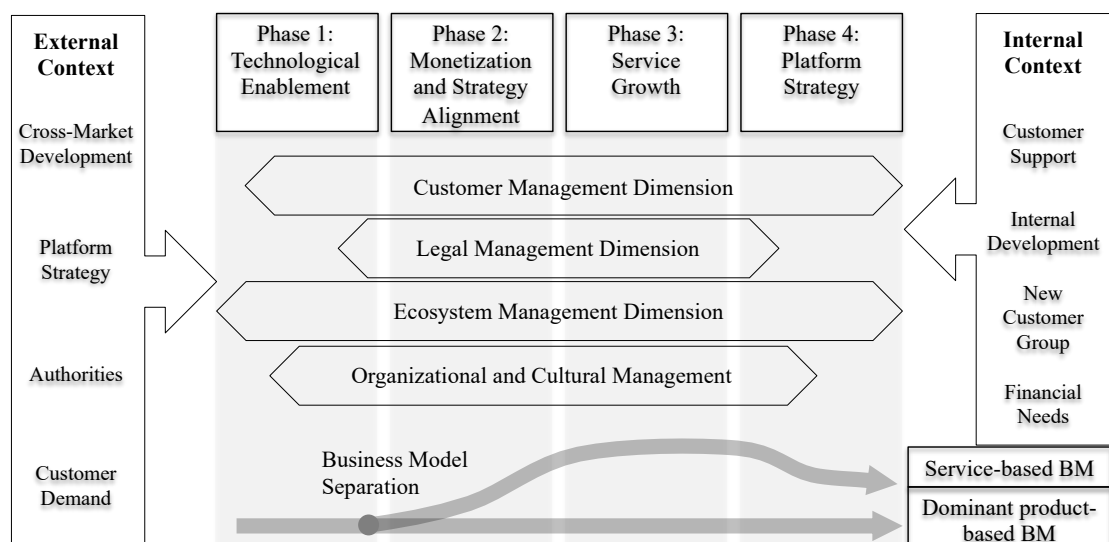 External
Context
Cross-Market
Development
Platform
Strategy
Authorities
Customer
Demand
Phase 1:
Technological
Enablement
Phase 2:
Monetization
and Strategy
Alignment
Phase 3:
Service
Growth
Phase 4:
Platform
Strategy
Customer Management Dimension
Legal Management Dimension
Ecosystem Management Dimension
Organizational and Cultural Management
Business Model
Separation
Internal
Context
Customer
Support
Internal
Development
New
Customer
Group
Financial
Needs
Service-based BM
Dominant product-
based BM